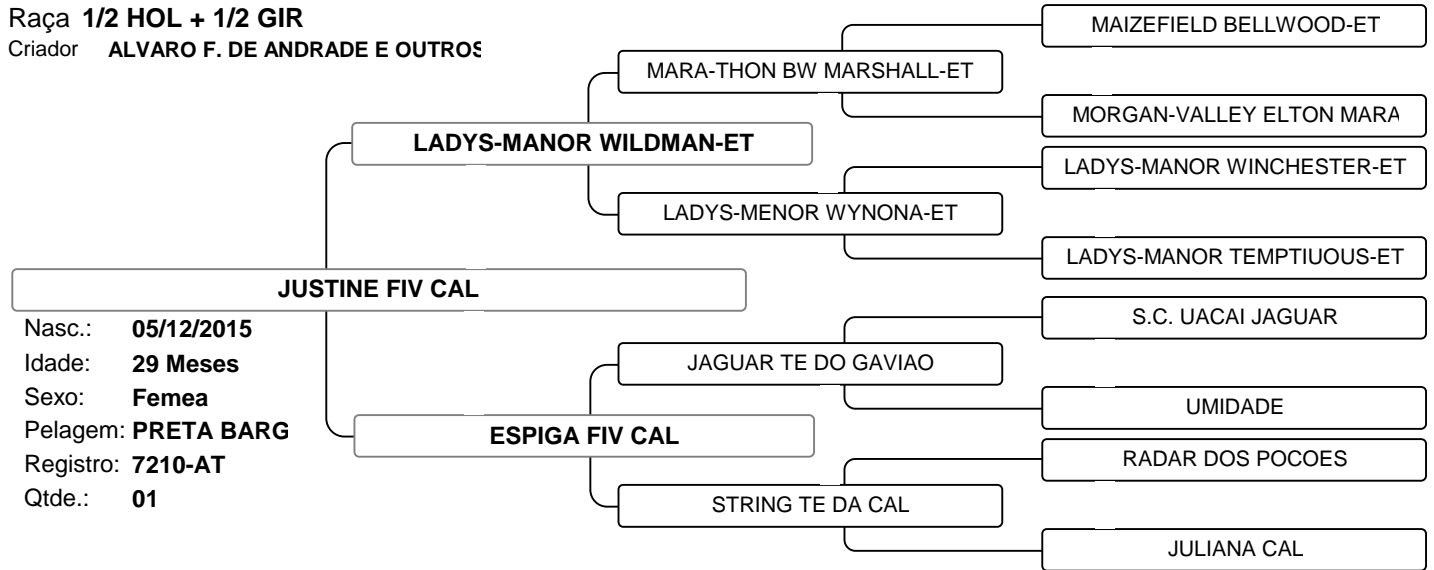 Raça 1/2 HOL + 1/2 GIR
Criador ALVARO F. DE ANDRADE E OUTROS
MAIZEFIELD BELLWOOD-ET
MARA-THON BW MARSHALL-ET
MORGAN-VALLEY ELTON MARA
LADYS-MANOR WILDMAN-ET
LADYS-MANOR WINCHESTER-ET
LADYS-MENOR WYNONA-ET
LADYS-MANOR TEMPTIUOUS-ET
JUSTINE FIV CAL
Nasc.: 05/12/2015
Idade: 29 Meses
Sexo: Femea
Pelagem: PRETA BARG
Registro: 7210-AT
Qtde.: 01
S.C. UACAI JAGUAR
JAGUAR TE DO GAVIAO
UMIDADE
ESPIGA FIV CAL
RADAR DOS POCOES
STRING TE DA CAL
JULIANA CAL